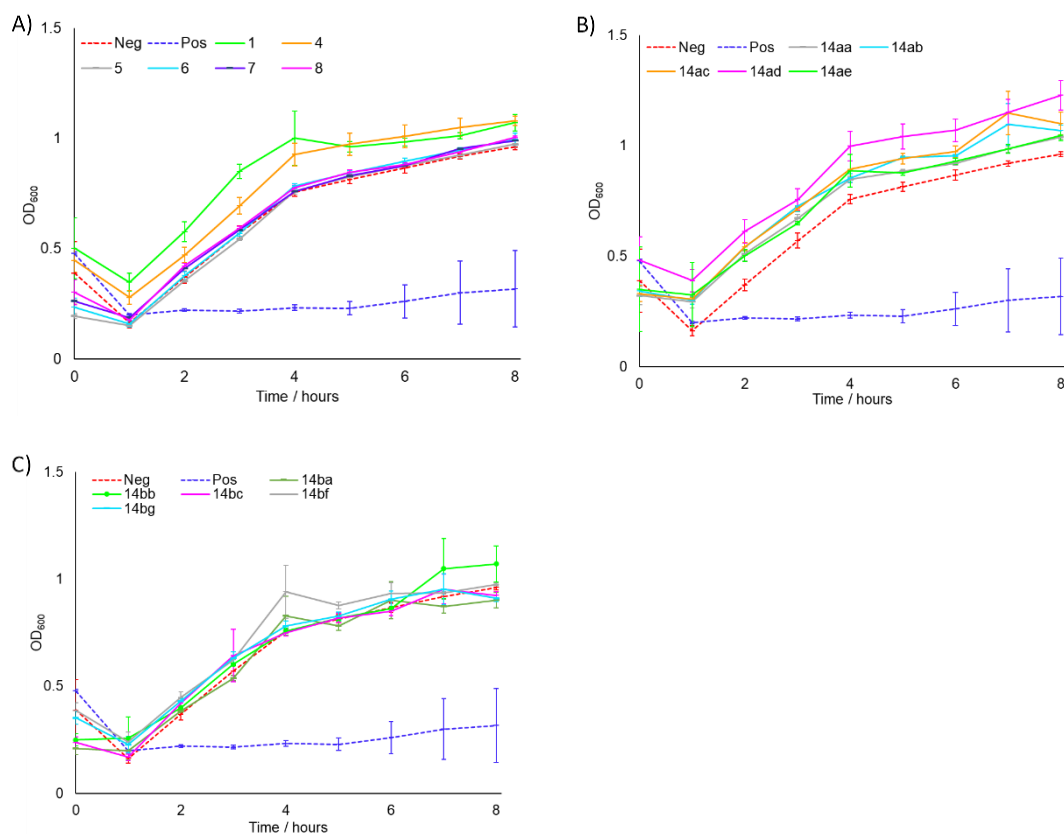 A)
Neg Pos 1 4
5 6 7 8
1.5
1
0.5
0
OD600
0 2 4 6 8
Time / hours
B)
Neg Pos 14aa 14ab
14ac 14ad 14ae
1.5
1
0.5
0
OD600
0 2 4 6 8
Time / hours
C)
Neg Pos 14ba
14bb 14bc 14bf
14bg
1.5
1
0.5
0
OD600
0 2 4 6 8
Time / hours